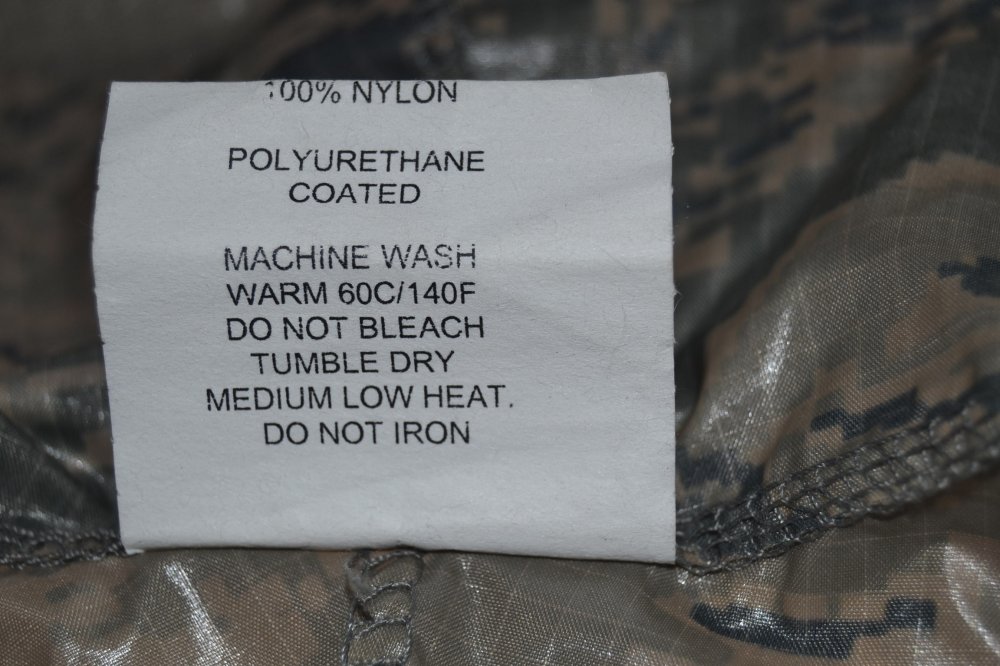 100% NYLON
POLYURETHANE
COATED
MACHINE WASH
WARM 60C/140F
DO NOT BLEACH
TUMBLE DRY
MEDIUM LOW HEAT.
DO NOT IRON